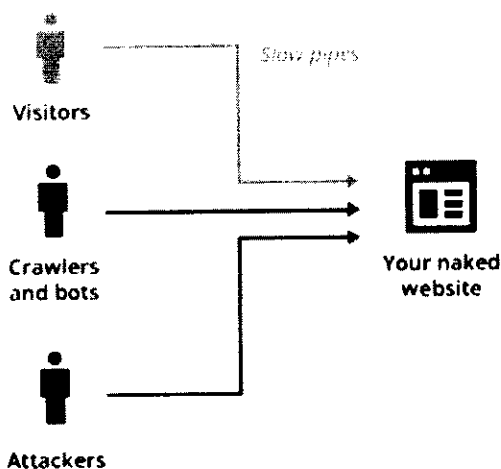 Slow pipes
Visitors
Crawlers
and bots
Your naked
website
Attackers